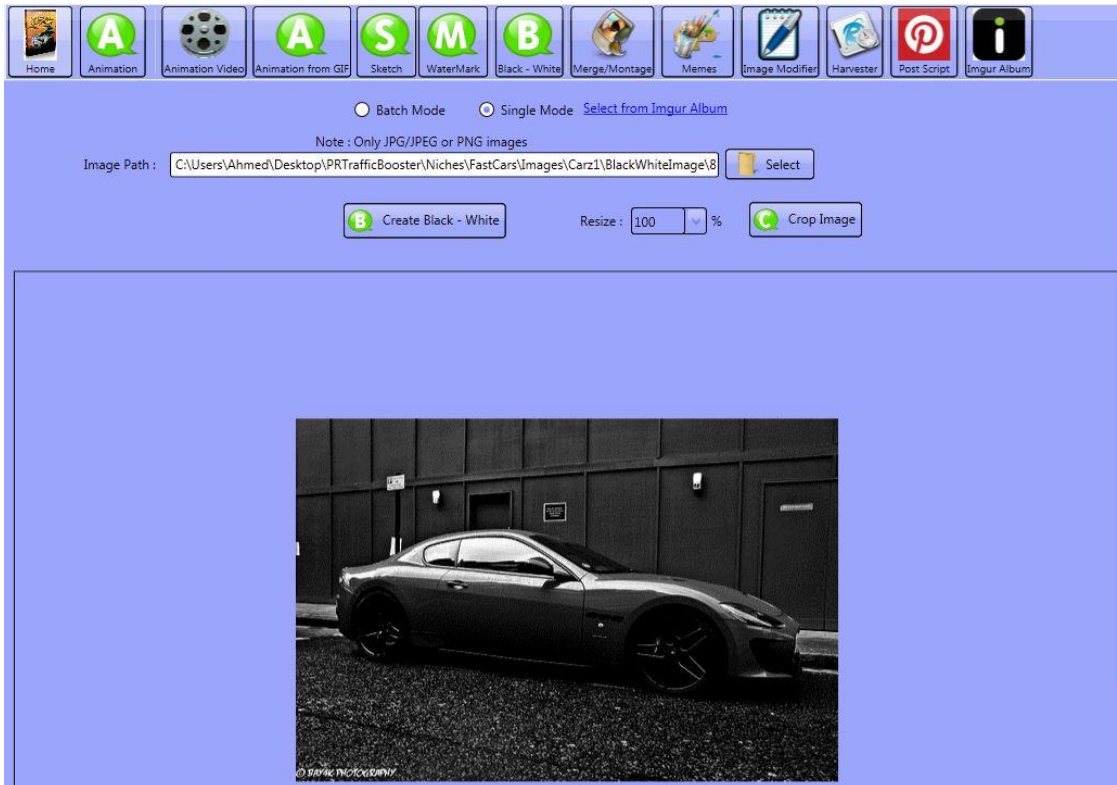 Home
Animation
Animation Video
Animation from GIF
Sketch
WaterMark
Black - White
Merge/Montage
Memes
Image Modifier
Harvester
Post Script
Imgur Album
Batch Mode
Single Mode
Select from Imgur Album
Note : Only JPG/JPEG or PNG images
Image Path :
C:\Users\Ahmed\Desktop\PRTrafficBooster\Niches\FastCars\Images\Carz1\BlackWhiteImage\8
Select
B
Create Black - White
Resize :
100
%
C
Crop Image